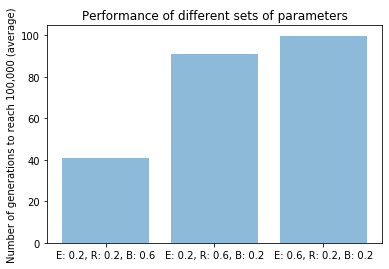 Performance of different sets of parameters
Number of generations to reach 100,000 (average)
100
80
60
40
20
0
E: 0.2, R: 0.2, B: 0.6
E: 0.2, R: 0.6, B: 0.2
E: 0.6, R: 0.2, B: 0.2